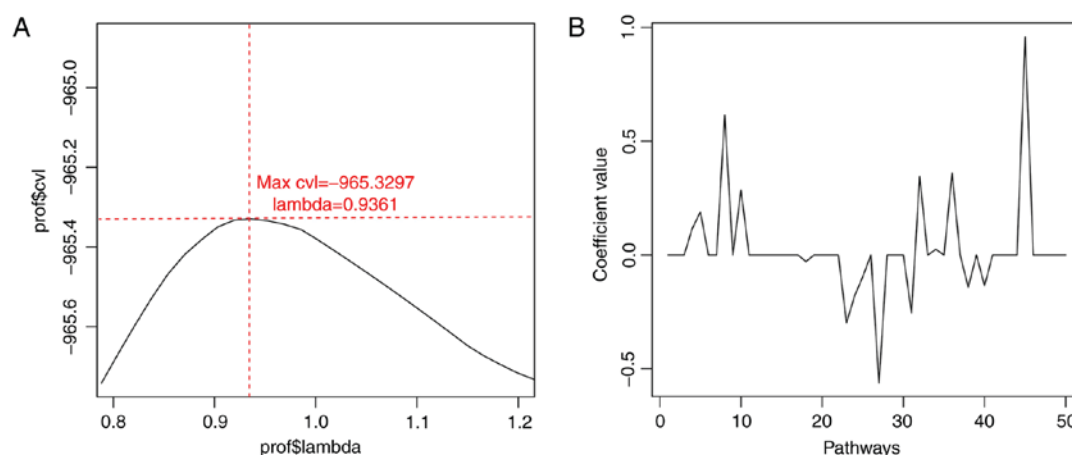 A
prof$cvl
−965.0
−965.2
−965.4
−965.6
Max cvl=−965.3297
lambda=0.9361
0.8
0.9
1.0
1.1
1.2
prof$lambda
B
Coefficient value
1.0
0.5
0.0
−0.5
0
10
20
30
40
50
Pathways